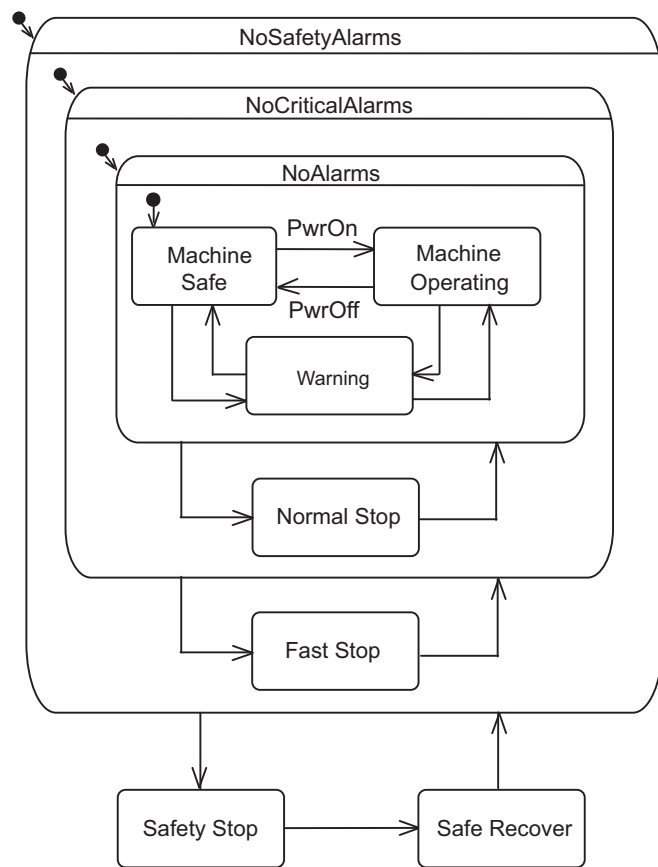 NoSafetyAlarms
NoCriticalAlarms
NoAlarms
PwrOn
Machine
Safe
Machine
Operating
PwrOff
Warning
Normal Stop
Fast Stop
Safety Stop
Safe Recover